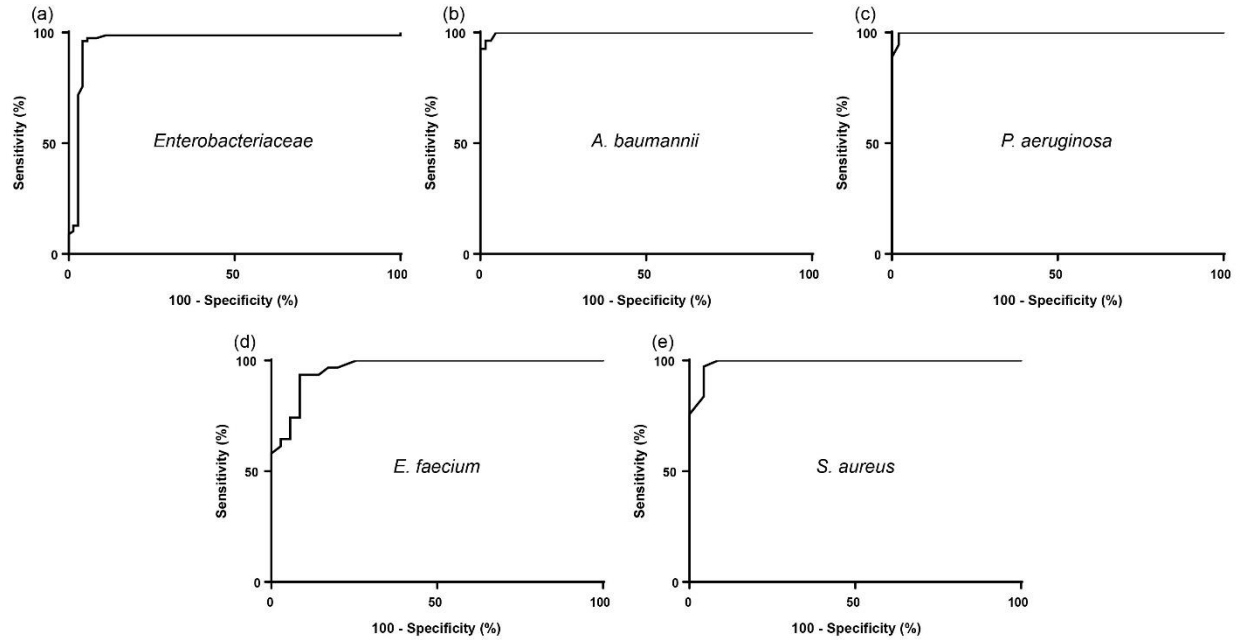 (a)
100
50
0
Sensitivity (%)
Enterobacteriaceae
0 50 100
100 - Specificity (%)
(b)
100
50
0
Sensitivity (%)
A. baumannii
0 50 100
100 - Specificity (%)
(c)
100
50
0
Sensitivity (%)
P. aeruginosa
0 50 100
100 - Specificity (%)
(d)
100
50
0
Sensitivity (%)
E. faecium
0 50 100
100 - Specificity (%)
(e)
100
50
0
Sensitivity (%)
S. aureus
0 50 100
100 - Specificity (%)